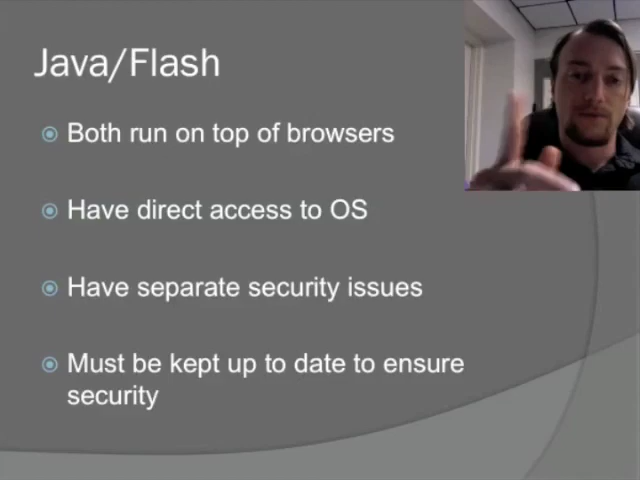 Java/Flash
Both run on top of browsers
Have direct access to OS
Have separate security issues
Must be kept up to date to ensure
security